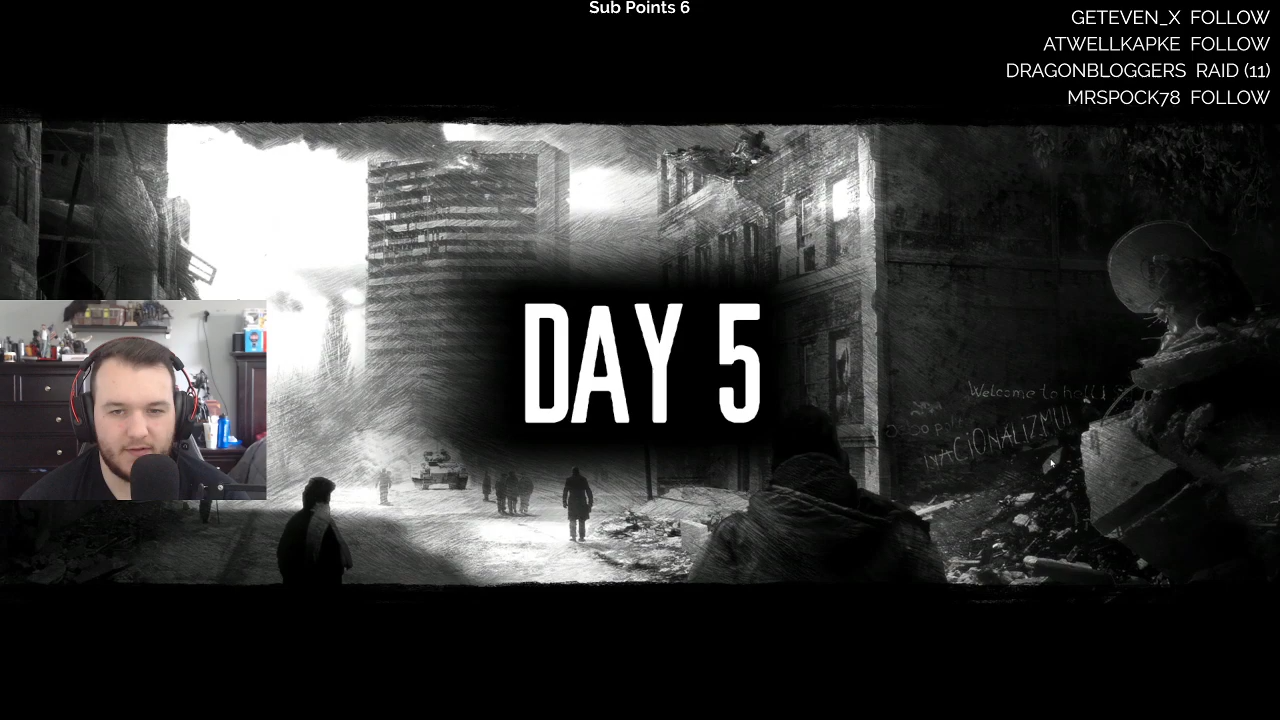 Sub Points 6
GETEVEN_X FOLLOW
ATWELLKAPKE FOLLOW
DRAGONBLOGGERS RAID (11)
MRSPOCK78 FOLLOW
DAY 5
Welcome to hell
NACIONALIZMUI